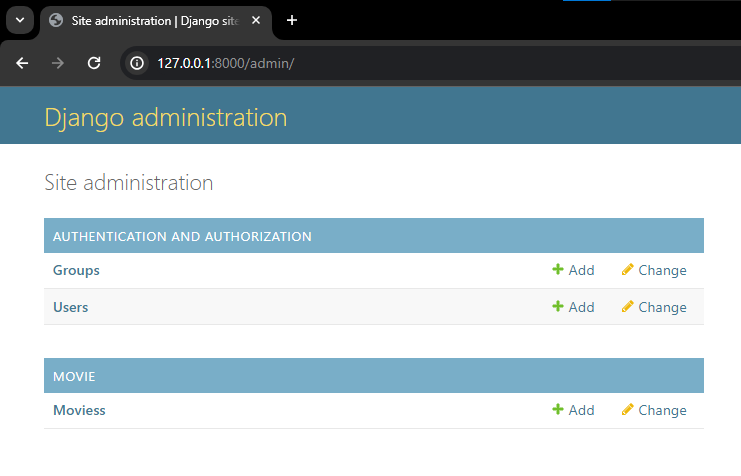 Site administration | Django site
127.0.0.1:8000/admin/
Django administration
Site administration
AUTHENTICATION AND AUTHORIZATION
Groups Add Change
Users Add Change
MOVIE
Moviess Add Change